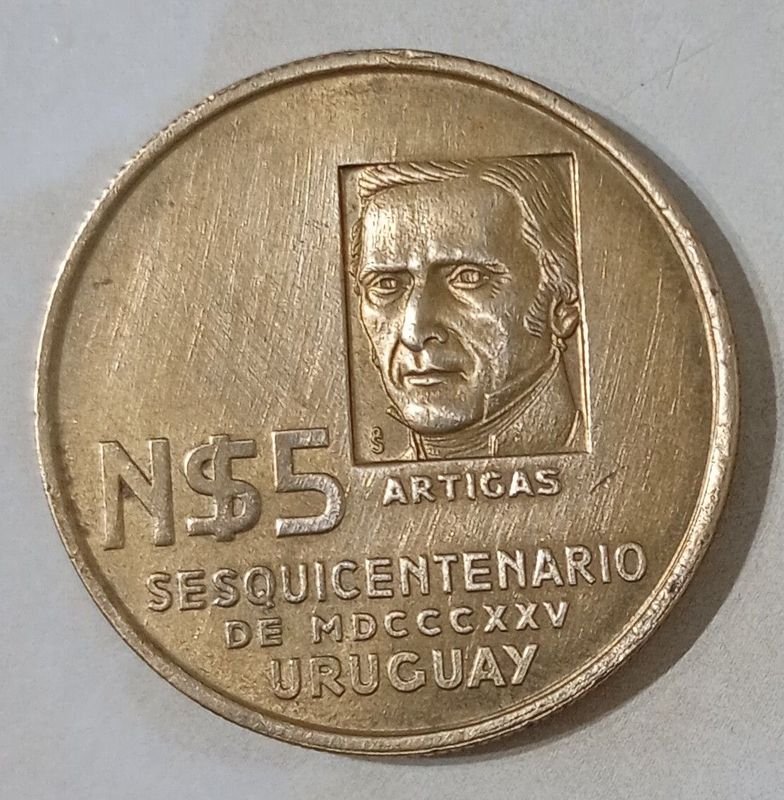 N$5
ARTIGAS
SESQUICENTENARIO
DE MDCCCXXV
URUGUAY